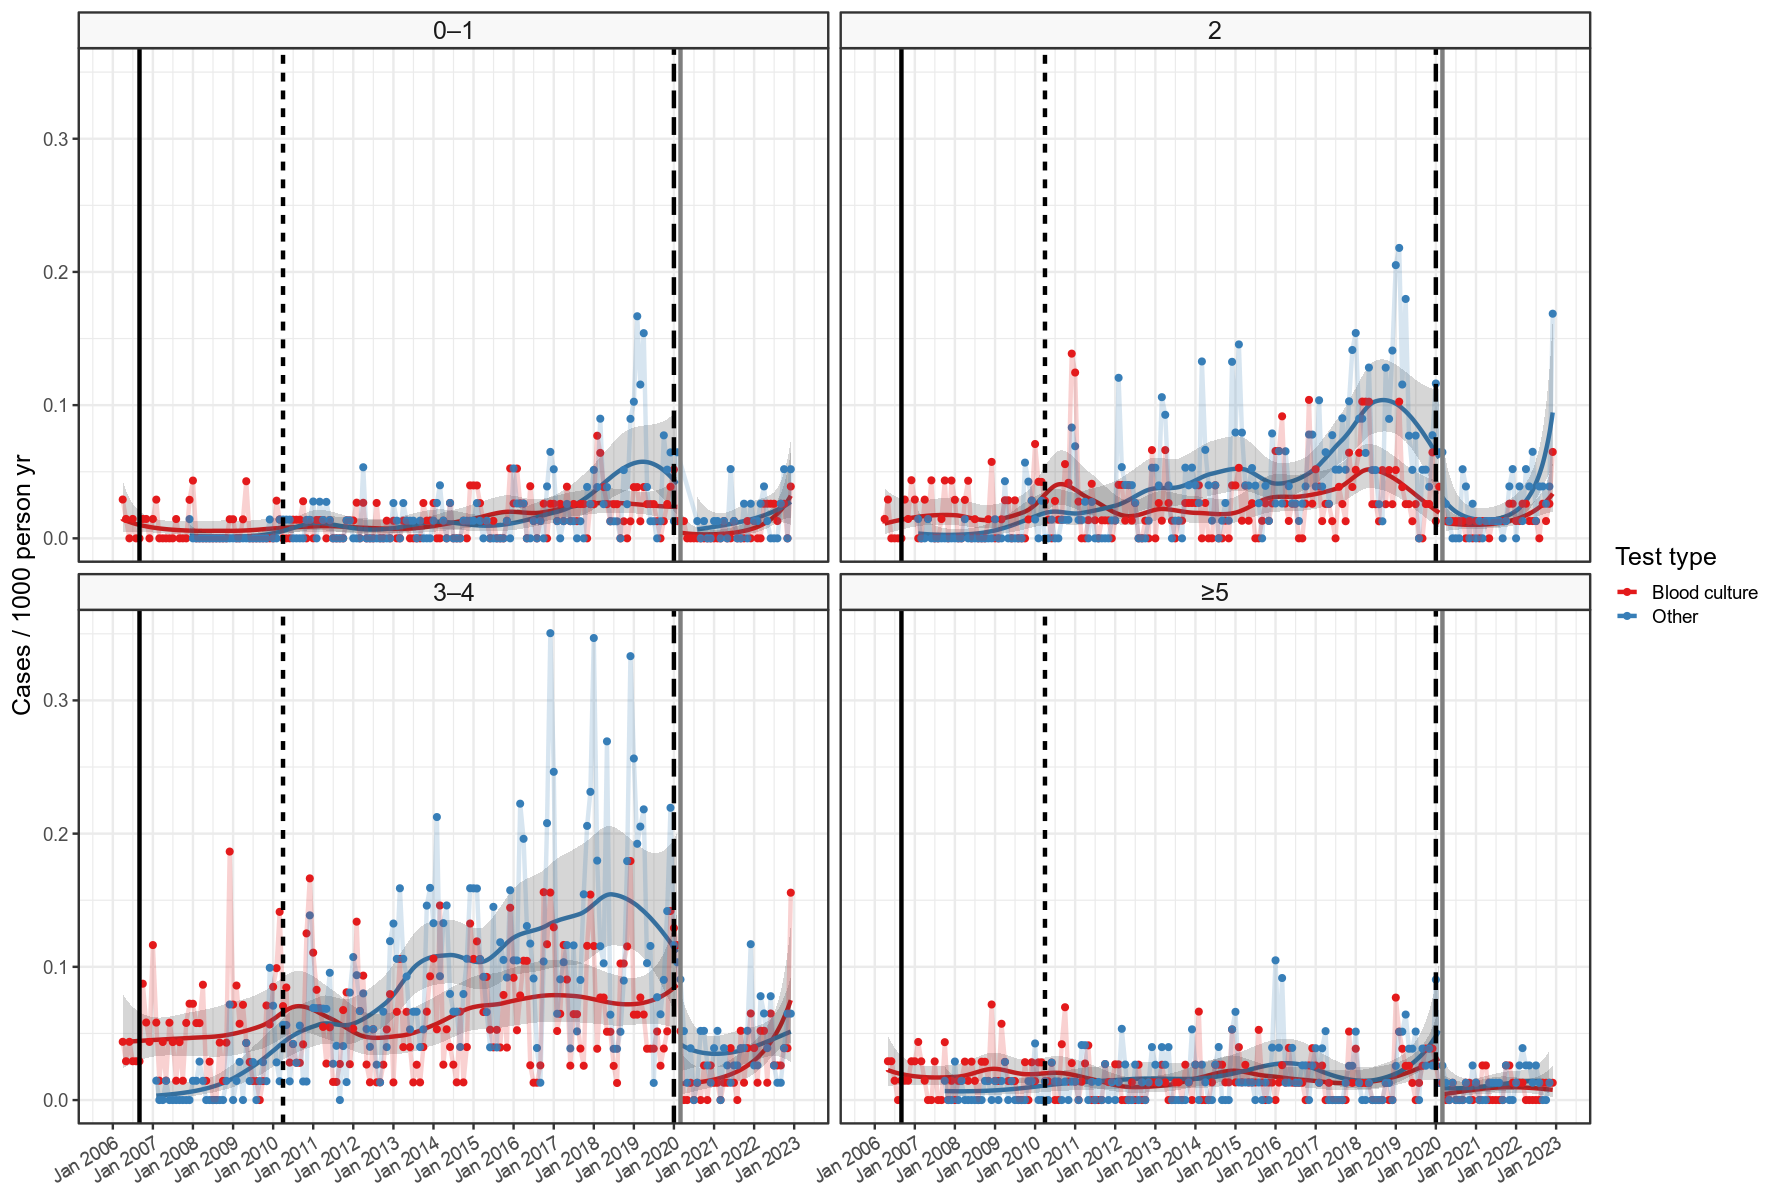 0–1
2
0.3
0.2
0.1
0.0
3–4
≥5
0.3
0.2
0.1
0.0
Cases / 1000 person yr
Jan 2006
Jan 2007
Jan 2008
Jan 2009
Jan 2010
Jan 2011
Jan 2012
Jan 2013
Jan 2014
Jan 2015
Jan 2016
Jan 2017
Jan 2018
Jan 2019
Jan 2020
Jan 2021
Jan 2022
Jan 2023
Jan 2006
Jan 2007
Jan 2008
Jan 2009
Jan 2010
Jan 2011
Jan 2012
Jan 2013
Jan 2014
Jan 2015
Jan 2016
Jan 2017
Jan 2018
Jan 2019
Jan 2020
Jan 2021
Jan 2022
Jan 2023
Test type
Blood culture
Other